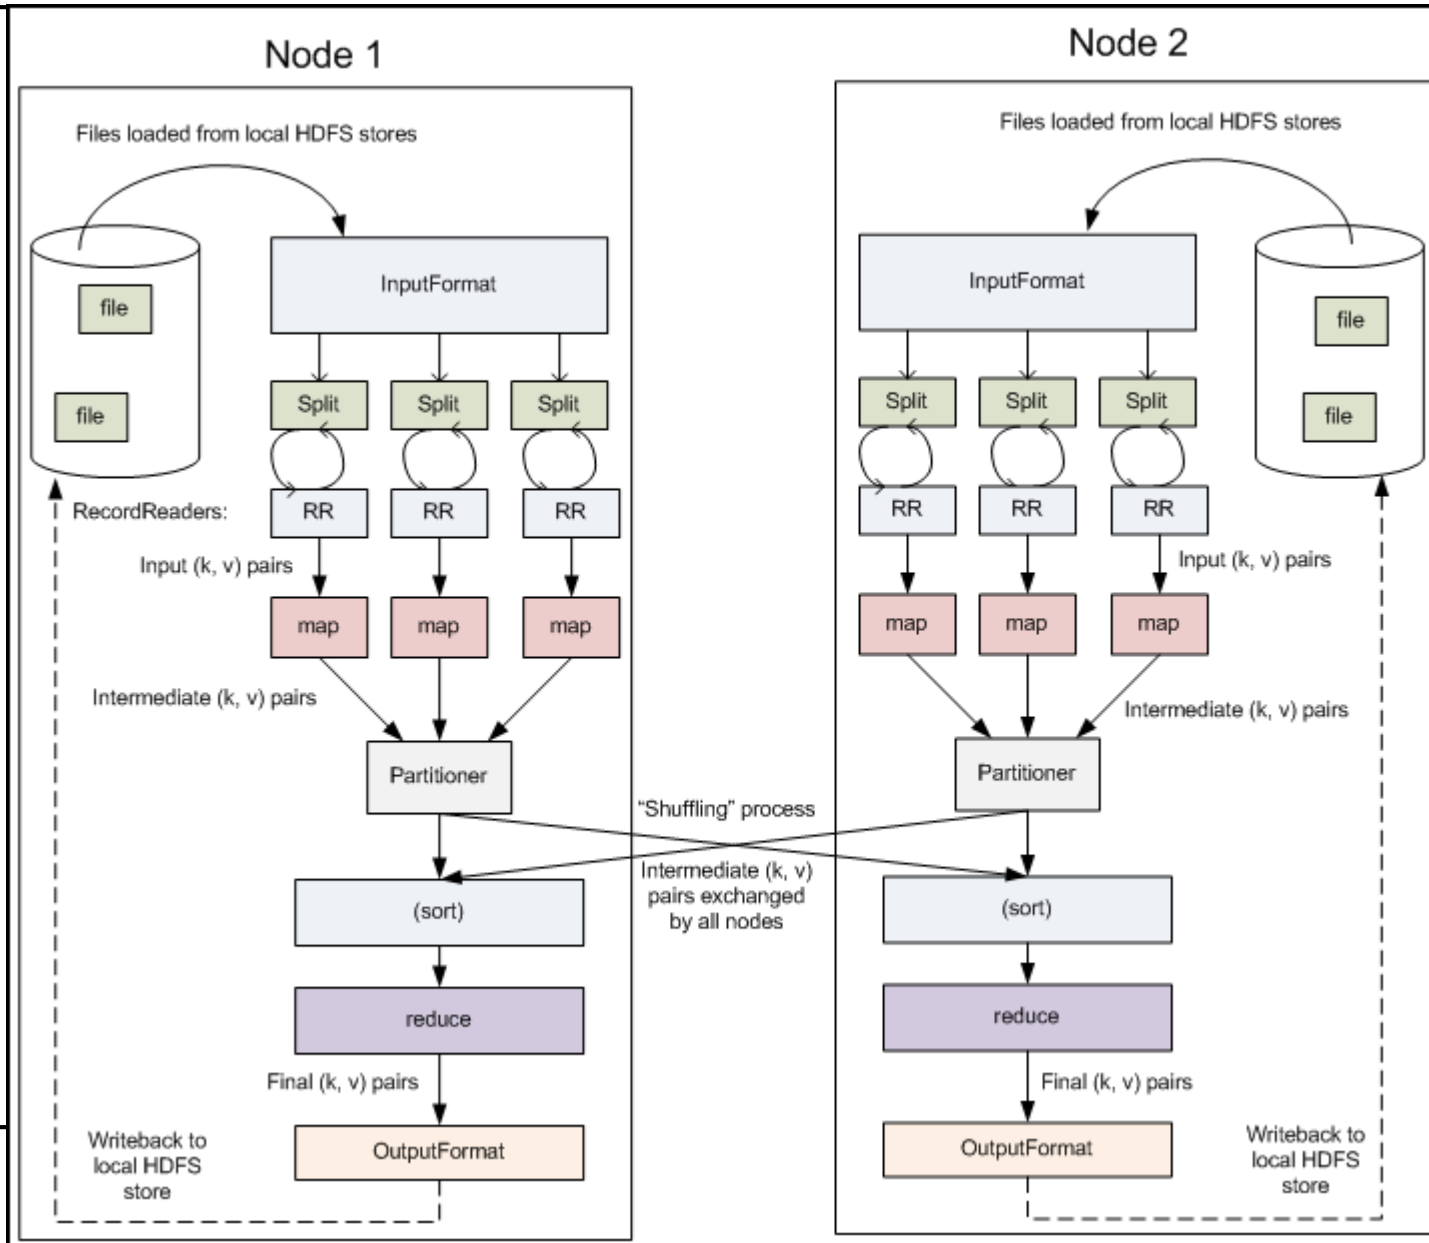 Node 1
Files loaded from local HDFS stores
InputFormat
file
file
Split
Split
Split
RecordReaders:
RR
RR
RR
Input (k, v) pairs
map
map
map
Intermediate (k, v) pairs
Partitioner
(sort)
reduce
Final (k, v) pairs
OutputFormat
Writeback to
local HDFS
store
"Shuffling" process
Intermediate (k, v)
pairs exchanged
by all nodes
Node 2
Files loaded from local HDFS stores
InputFormat
file
file
Split
Split
Split
RR
RR
RR
Input (k, v) pairs
map
map
map
Intermediate (k, v) pairs
Partitioner
(sort)
reduce
Final (k, v) pairs
OutputFormat
Writeback to
local HDFS
store